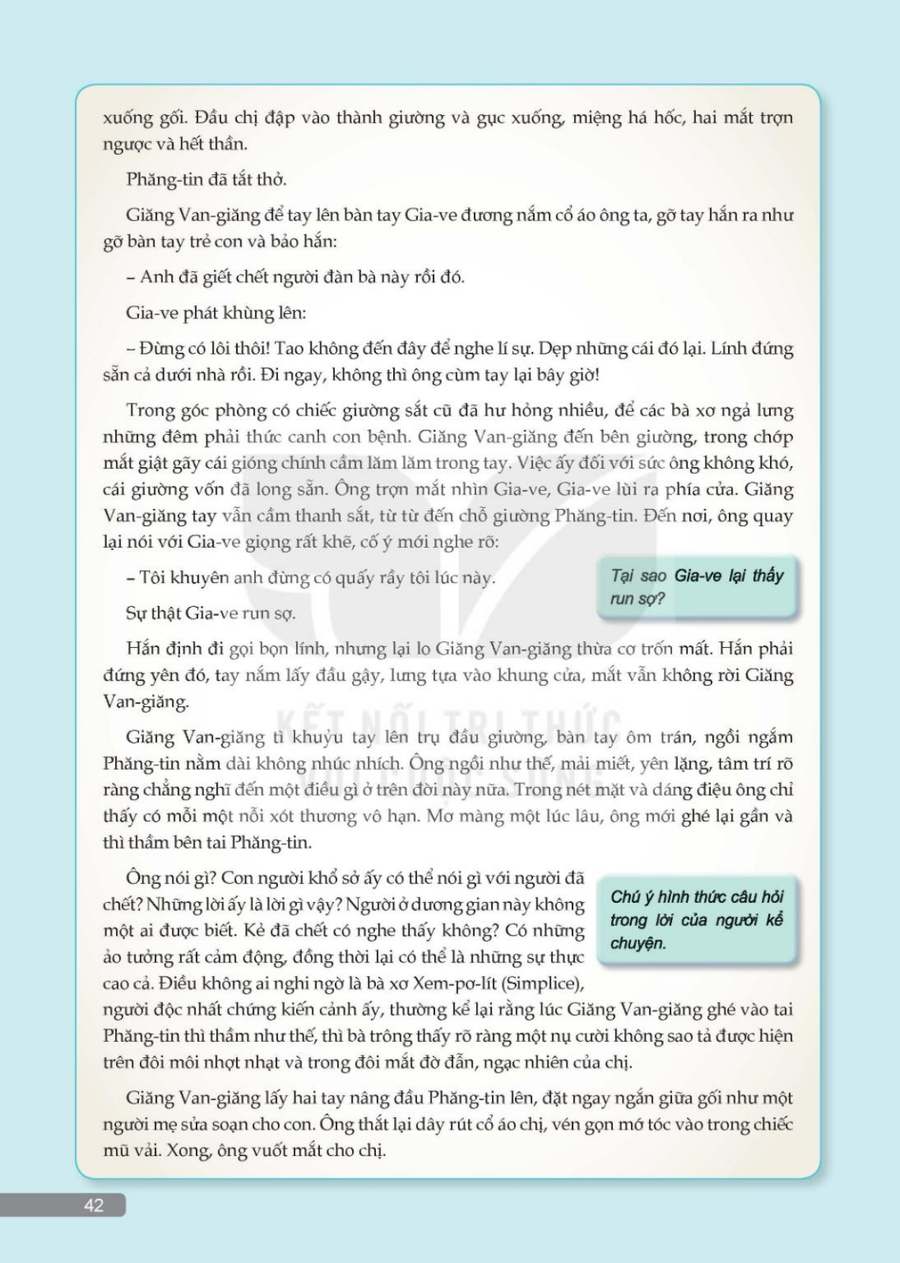 xuống gối. Đầu chị đập vào thành giường và gục xuống, miệng há hốc, hai mắt trợn
ngược và hết thần.
Phăng-tin đã tắt thở.
Giăng Van-giăng để tay lên bàn tay Gia-ve đương nắm cổ áo ông ta, gỡ tay hắn ra như
gỡ bàn tay trẻ con và bảo hắn:
– Anh đã giết chết người đàn bà này rồi đó.
Gia-ve phát khùng lên:
– Đừng có lôi thôi! Tao không đến đây để nghe lí sự. Dẹp những cái đó lại. Lính đứng
sẵn cả dưới nhà rồi. Đi ngay, không thì ông cùm tay lại bây giờ!
Trong góc phòng có chiếc giường sắt cũ đã hư hỏng nhiều, để các bà xơ ngả lưng
những đêm phải thức canh con bệnh. Giăng Van-giăng đến bên giường, trong chớp
mắt giật gãy cái gióng chính cầm lăm lăm trong tay. Việc ấy đối với sức ông không khó,
cái giường vốn đã long sẵn. Ông trợn mắt nhìn Gia-ve, Gia-ve lùi ra phía cửa. Giăng
Van-giăng tay vẫn cầm thanh sắt, từ từ đến chỗ giường Phăng-tin. Đến nơi, ông quay
lại nói với Gia-ve giọng rất khẽ, cố ý mới nghe rõ:
– Tôi khuyên anh đừng có quấy rầy tôi lúc này.
Sự thật Gia-ve run sợ.
Tại sao Gia-ve lại thấy
run sợ?
Hắn định đi gọi bọn lính, nhưng lại lo Giăng Van-giăng thừa cơ trốn mất. Hắn phải
đứng yên đó, tay nắm lấy đầu gậy, lưng tựa vào khung cửa, mắt vẫn không rời Giăng
Van-giăng.
Giăng Van-giăng tì khuỷu tay lên trụ đầu giường, bàn tay ôm trán, ngồi ngắm
Phăng-tin nằm dài không nhúc nhích. Ông ngồi như thế, mải miết, yên lặng, tâm trí rõ
ràng chẳng nghĩ đến một điều gì ở trên đời này nữa. Trong nét mặt và dáng điệu ông chỉ
thấy có mỗi một nỗi xót thương vô hạn. Mơ màng một lúc lâu, ông mới ghé lại gần và
thì thầm bên tai Phăng-tin.
Ông nói gì? Con người khổ sở ấy có thể nói gì với người đã
chết? Những lời ấy là lời gì vậy? Người ở dương gian này không
một ai được biết. Kẻ đã chết có nghe thấy không? Có những
ảo tưởng rất cảm động, đồng thời lại có thể là những sự thực
cao cả. Điều không ai nghi ngờ là bà xơ Xem-pơ-lít (Simplice),
người độc nhất chứng kiến cảnh ấy, thường kể lại rằng lúc Giăng Van-giăng ghé vào tai
Phăng-tin thì thầm như thế, thì bà trông thấy rõ ràng một nụ cười không sao tả được hiện
trên đôi môi nhợt nhạt và trong đôi mắt đờ đẫn, ngạc nhiên của chị.
Chú ý hình thức câu hỏi
trong lời của người kể
chuyện.
Giăng Van-giăng lấy hai tay nâng đầu Phăng-tin lên, đặt ngay ngắn giữa gối như một
người mẹ sửa soạn cho con. Ông thắt lại dây rút cổ áo chị, vén gọn mớ tóc vào trong chiếc
mũ vải. Xong, ông vuốt mắt cho chị.
KẾT NỐI TRI THỨC
VỚI CUỘC SỐNG
42